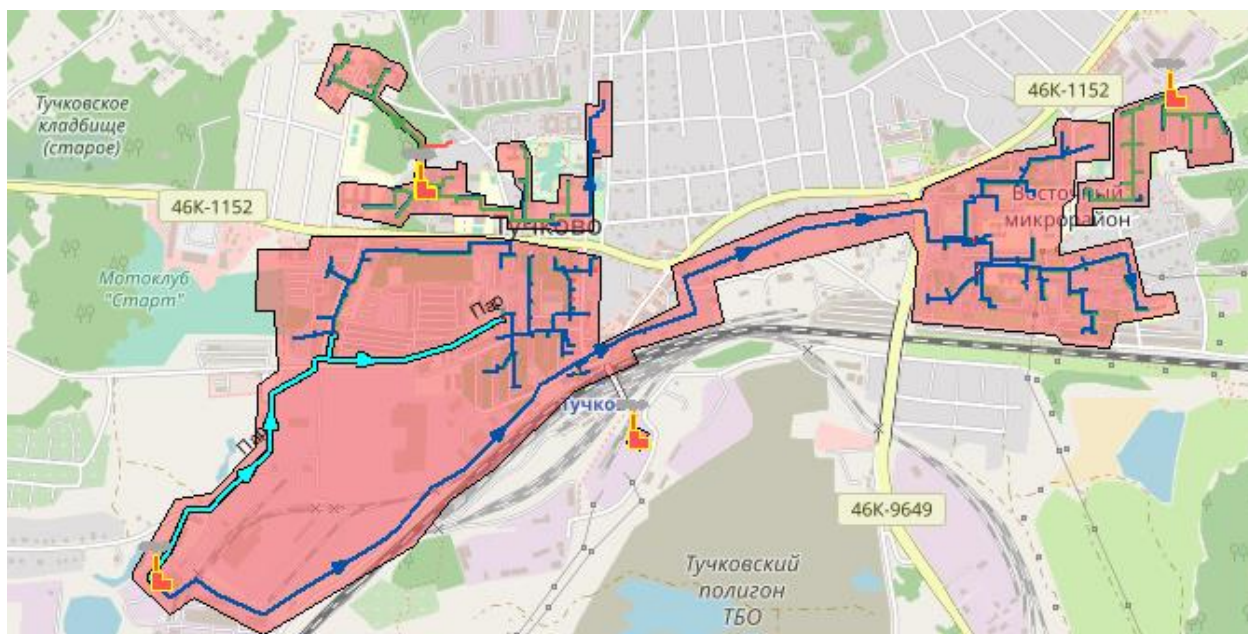 46К-1152
Тучковское
кладбище
(старое)
46К-1152
Восточный
микрорайон
Тучково
Мотоклуб
"Старт"
Пар
Пар
46К-9649
Тучковский
полигон
ТБО